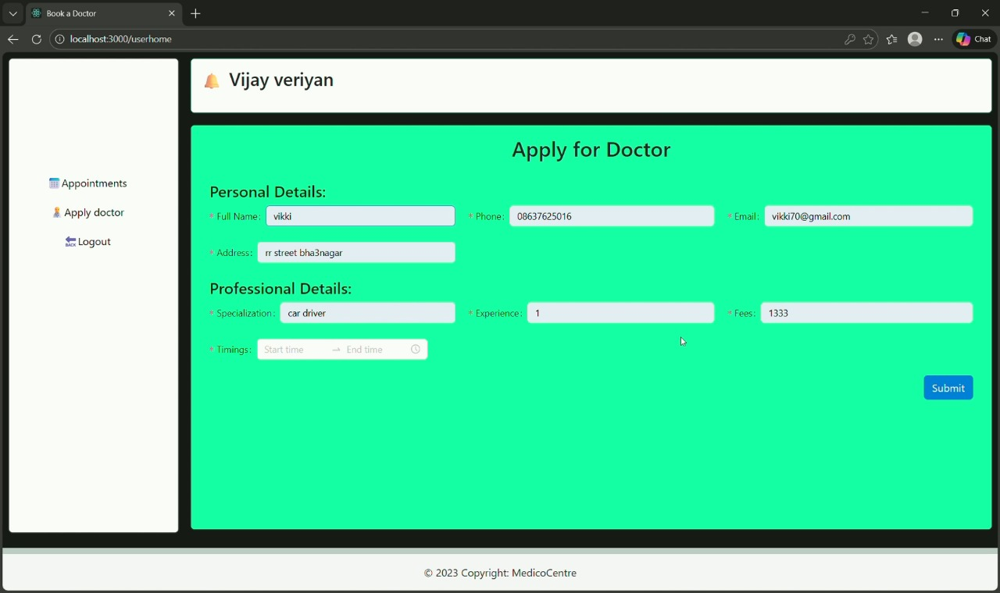 Book a Doctor
localhost:3000/userhome
Chat
Vijay veriyan
Appointments
Apply doctor
BACK Logout
Apply for Doctor
Personal Details:
* Full Name: vikki * Phone: 08637625016 * Email: vikki70@gmail.com
* Address: rr street bha3nagar
Professional Details:
* Specialization: car driver * Experience: 1 * Fees: 1333
* Timings: Start time → End time
Submit
© 2023 Copyright: MedicoCentre